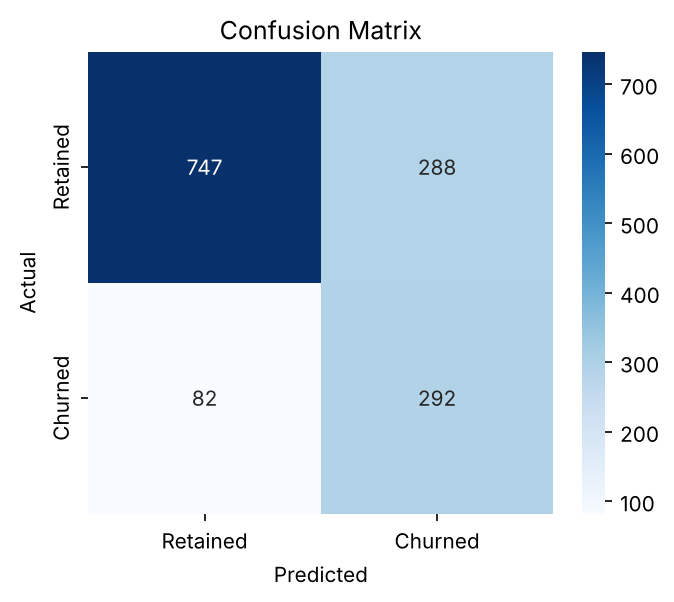 Confusion Matrix
Actual
Retained
747
288
Churned
82
292
Retained
Churned
Predicted
700
600
500
400
300
200
100